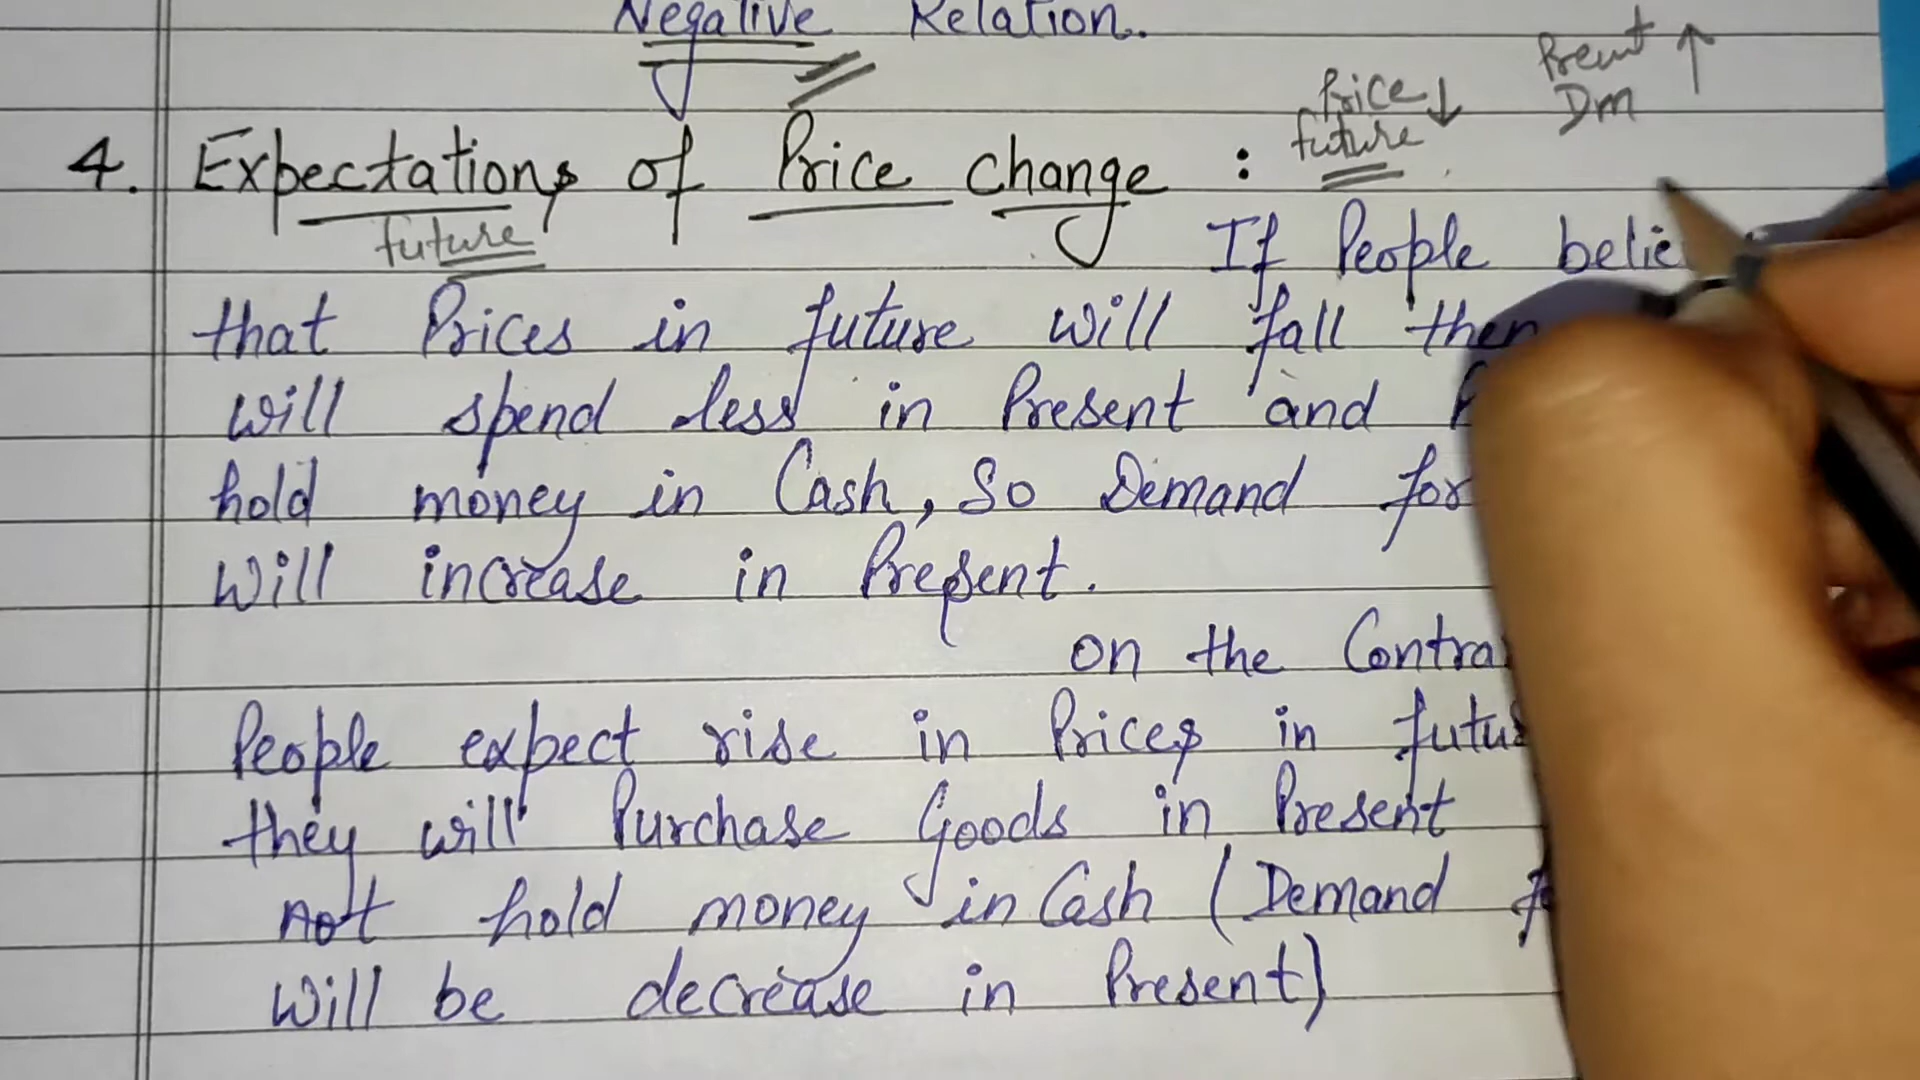 Negative Relation.
Price ↓ Present ↑
future Dm
4. Expectations of Price change :
future
If People
that Prices in future will fall then
will spend less in Present and
hold money in Cash, So Demand for
will increase in Present.
on the
People expect rise in Prices in
they will Purchase Goods in Present
not hold money in Cash (Demand
will be decrease in Present)